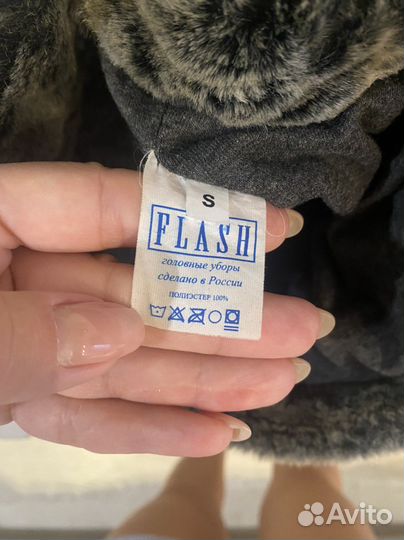 S
FLASH
головные уборы
сделано в России
ПОЛИЭСТЕР 100%
Avito